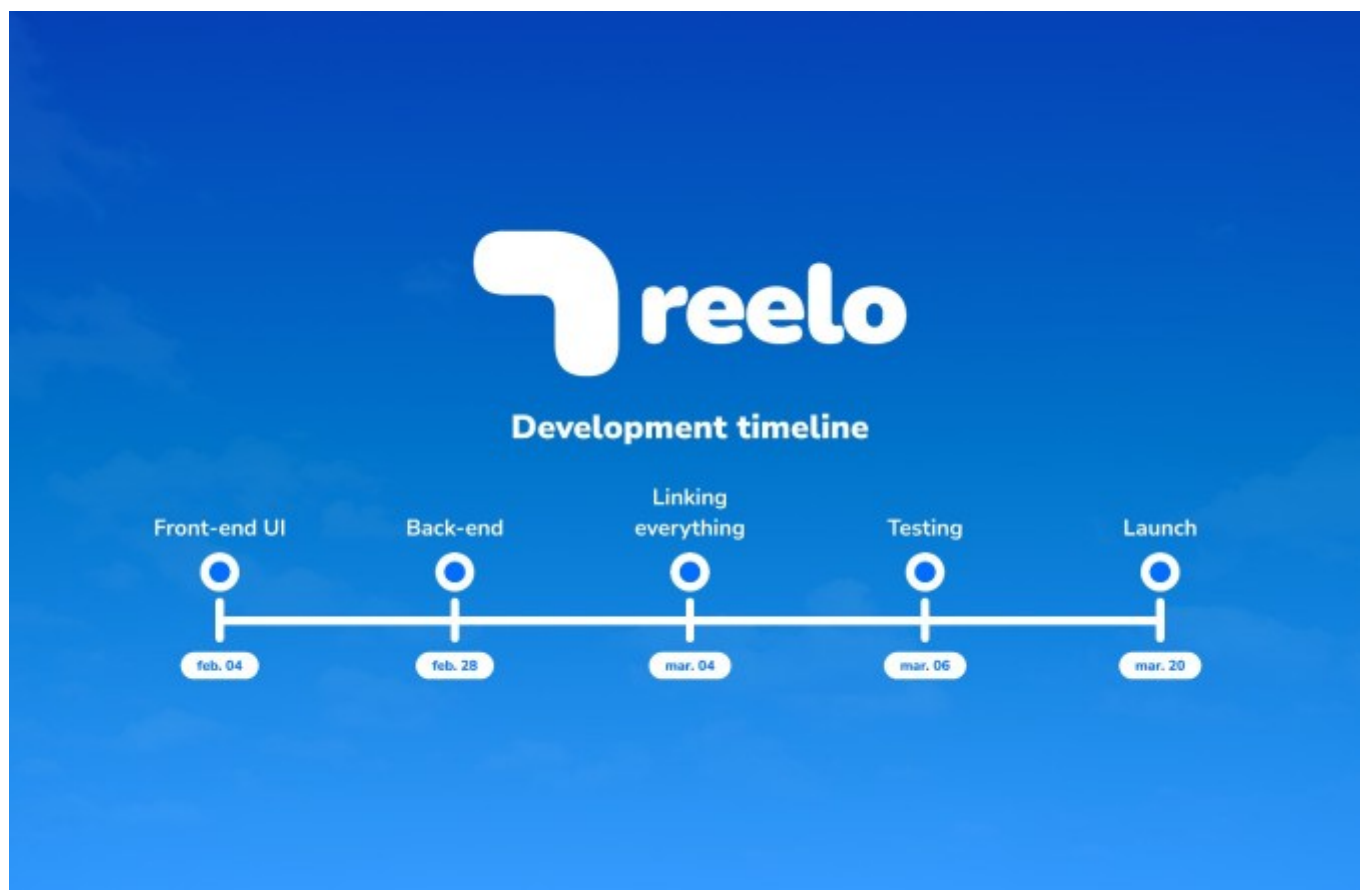 reelo
Development timeline
Front-end UI
Back-end
Linking
everything
Testing
Launch
feb. 04
feb. 28
mar. 04
mar. 06
mar. 20